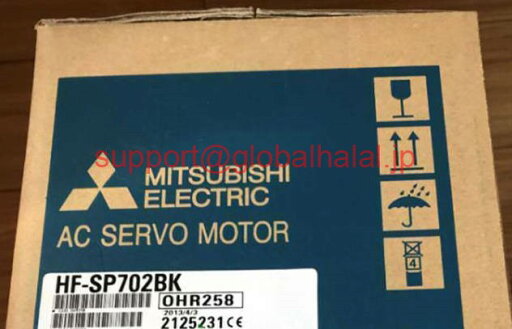 support@globalhalal.jp
MITSUBISHI
ELECTRIC
AC SERVO MOTOR
HF-SP702BK
OHR258
2013/4/3
2125231 CE
4